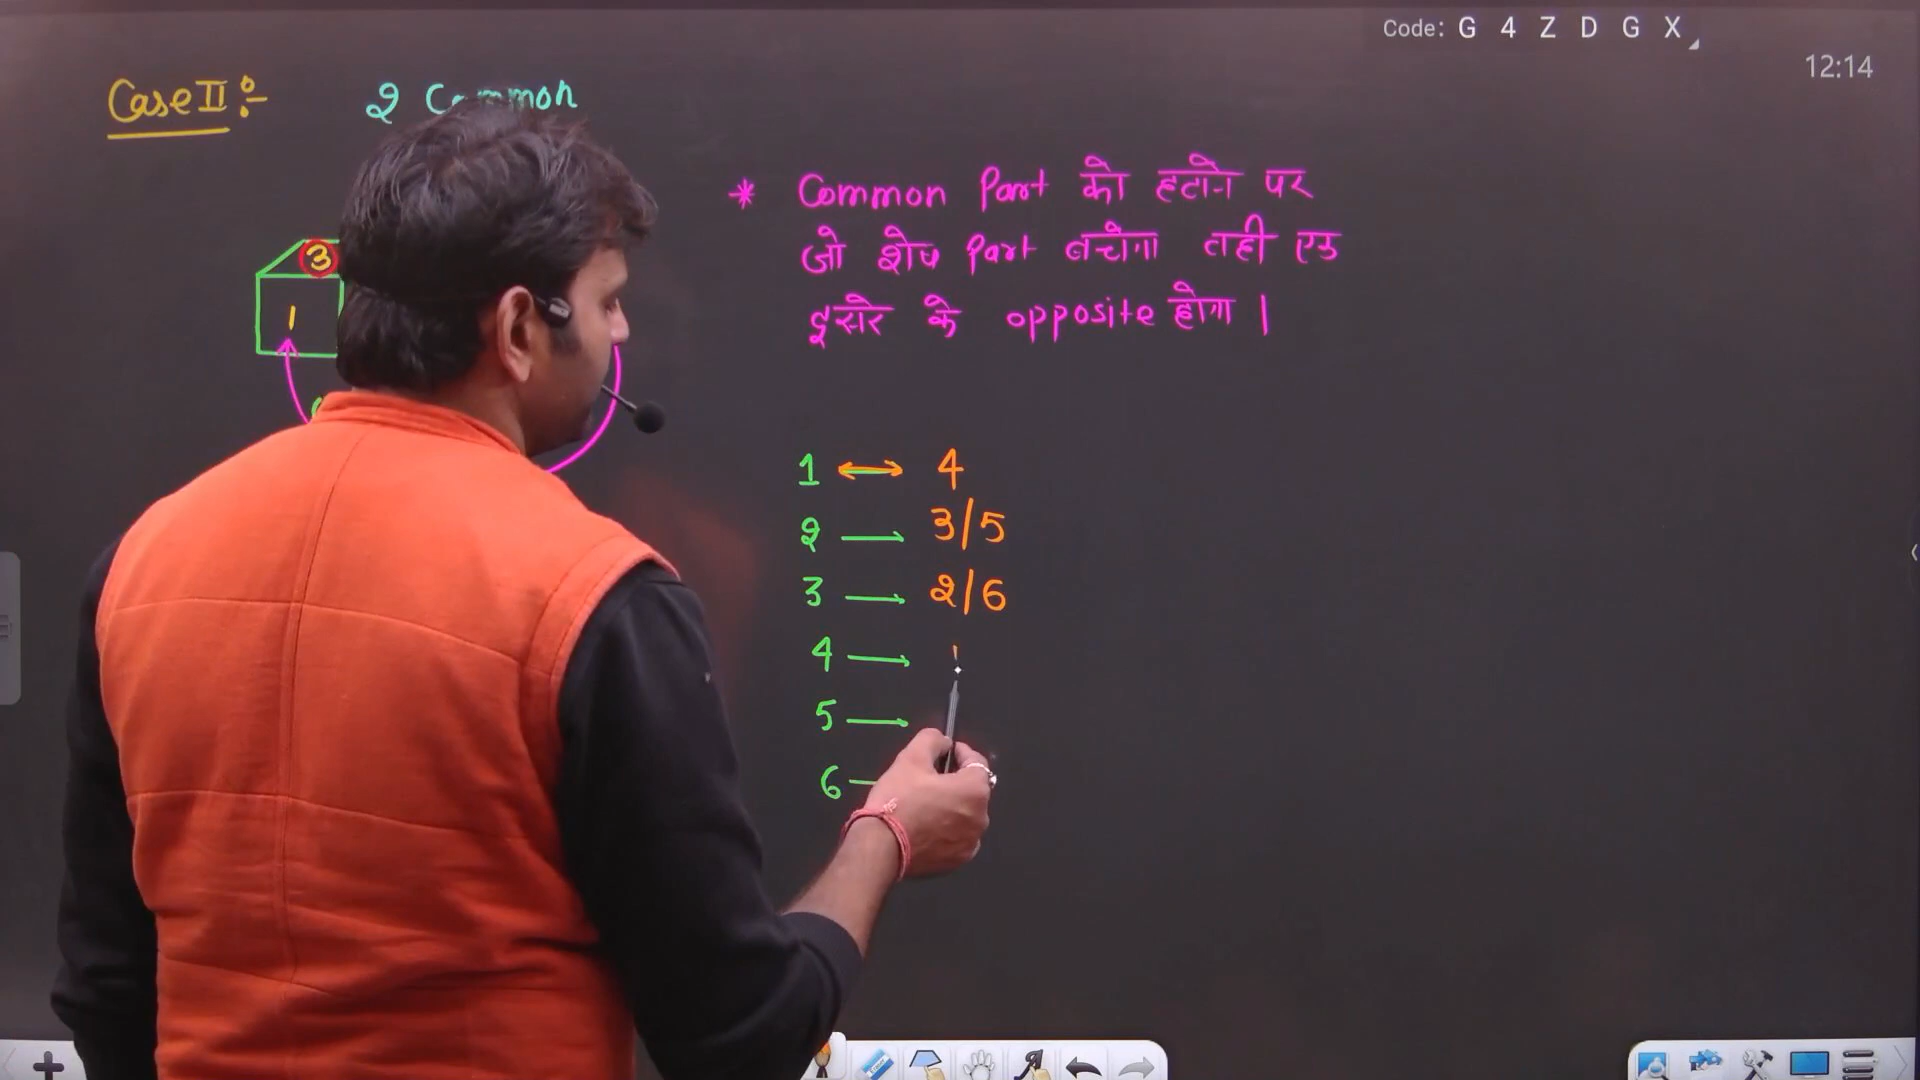 Code: G 4 Z D G X
12:14
Case II :-
2 Common
* Common Part को हटाने पर
जो शेष Part बचेगा वही एक
दूसरे के opposite होगा |
3
1
1 ↔ 4
2 → 3/5
3 → 2/6
4 →
5 →
6